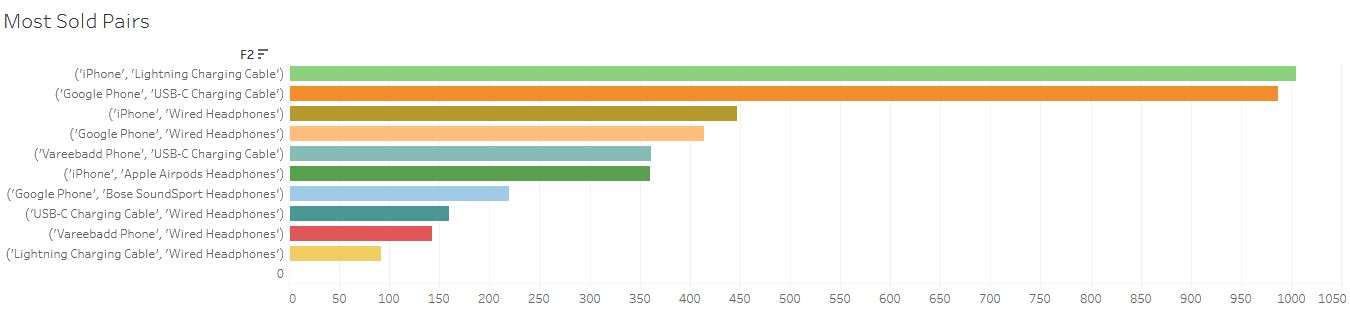 Most Sold Pairs
F2
('iPhone', 'Lightning Charging Cable')
('Google Phone', 'USB-C Charging Cable')
('iPhone', 'Wired Headphones')
('Google Phone', 'Wired Headphones')
('Vareebadd Phone', 'USB-C Charging Cable')
('iPhone', 'Apple Airpods Headphones')
('Google Phone', 'Bose SoundSport Headphones')
('USB-C Charging Cable', 'Wired Headphones')
('Vareebadd Phone', 'Wired Headphones')
('Lightning Charging Cable', 'Wired Headphones')
0
0 50 100 150 200 250 300 350 400 450 500 550 600 650 700 750 800 850 900 950 1000 1050